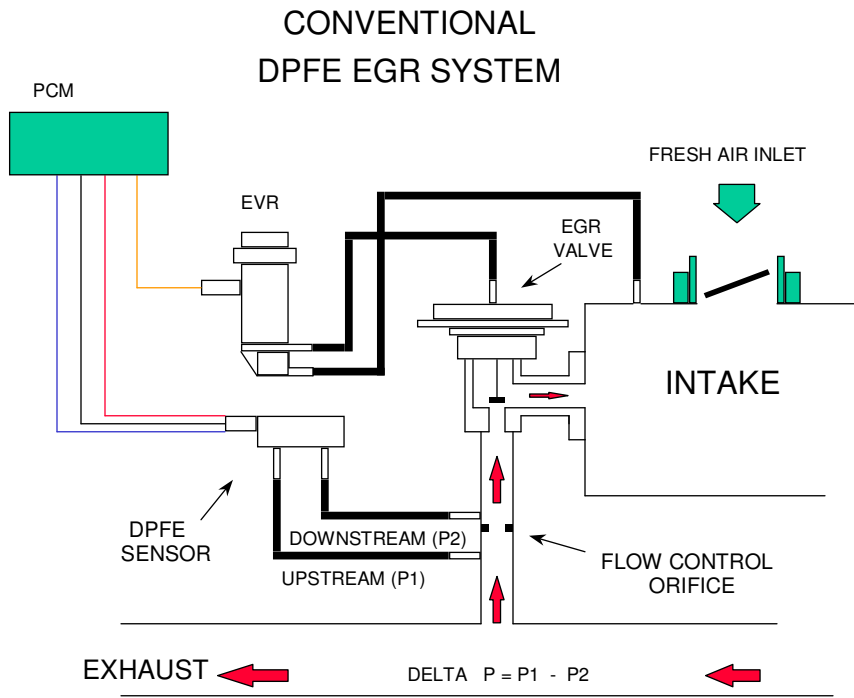 CONVENTIONAL
DPFE EGR SYSTEM
PCM
FRESH AIR INLET
EVR
EGR
VALVE
INTAKE
DPFE
SENSOR
DOWNSTREAM (P2)
UPSTREAM (P1)
FLOW CONTROL
ORIFICE
EXHAUST
DELTA P = P1 - P2